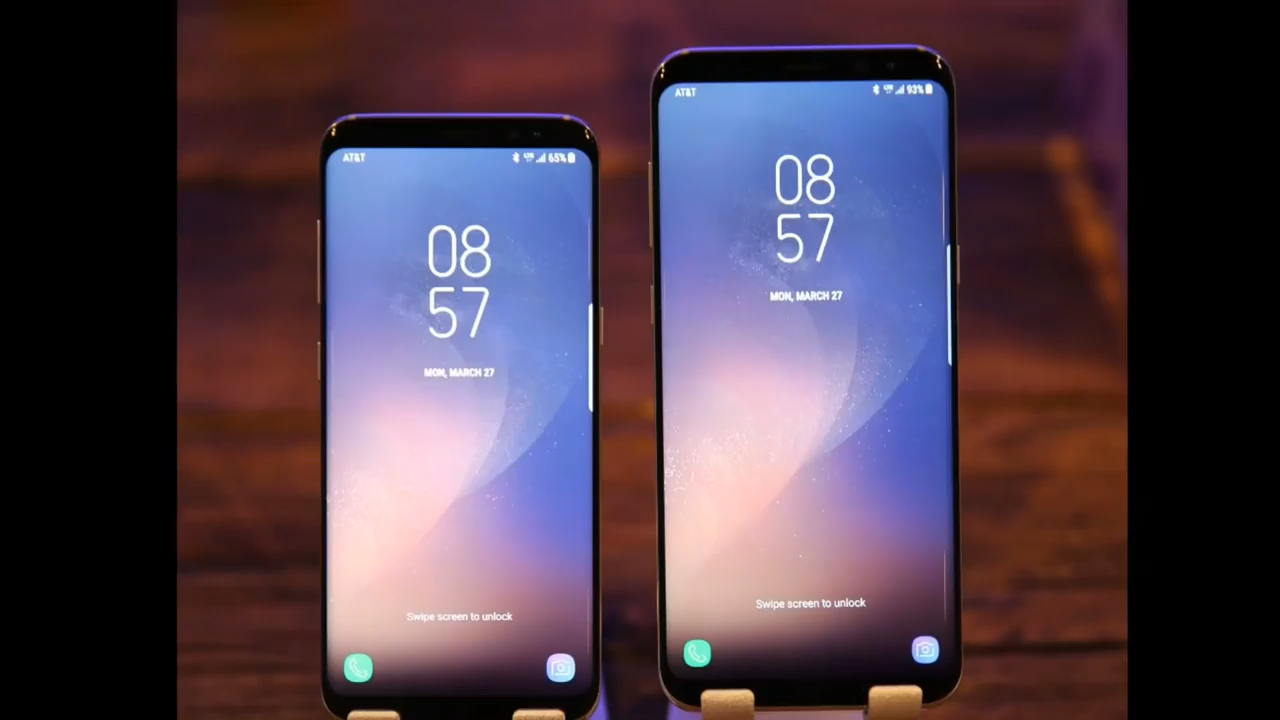 AT&T 65%
08
57
MON, MARCH 27
Swipe screen to unlock
AT&T 93%
08
57
MON, MARCH 27
Swipe screen to unlock